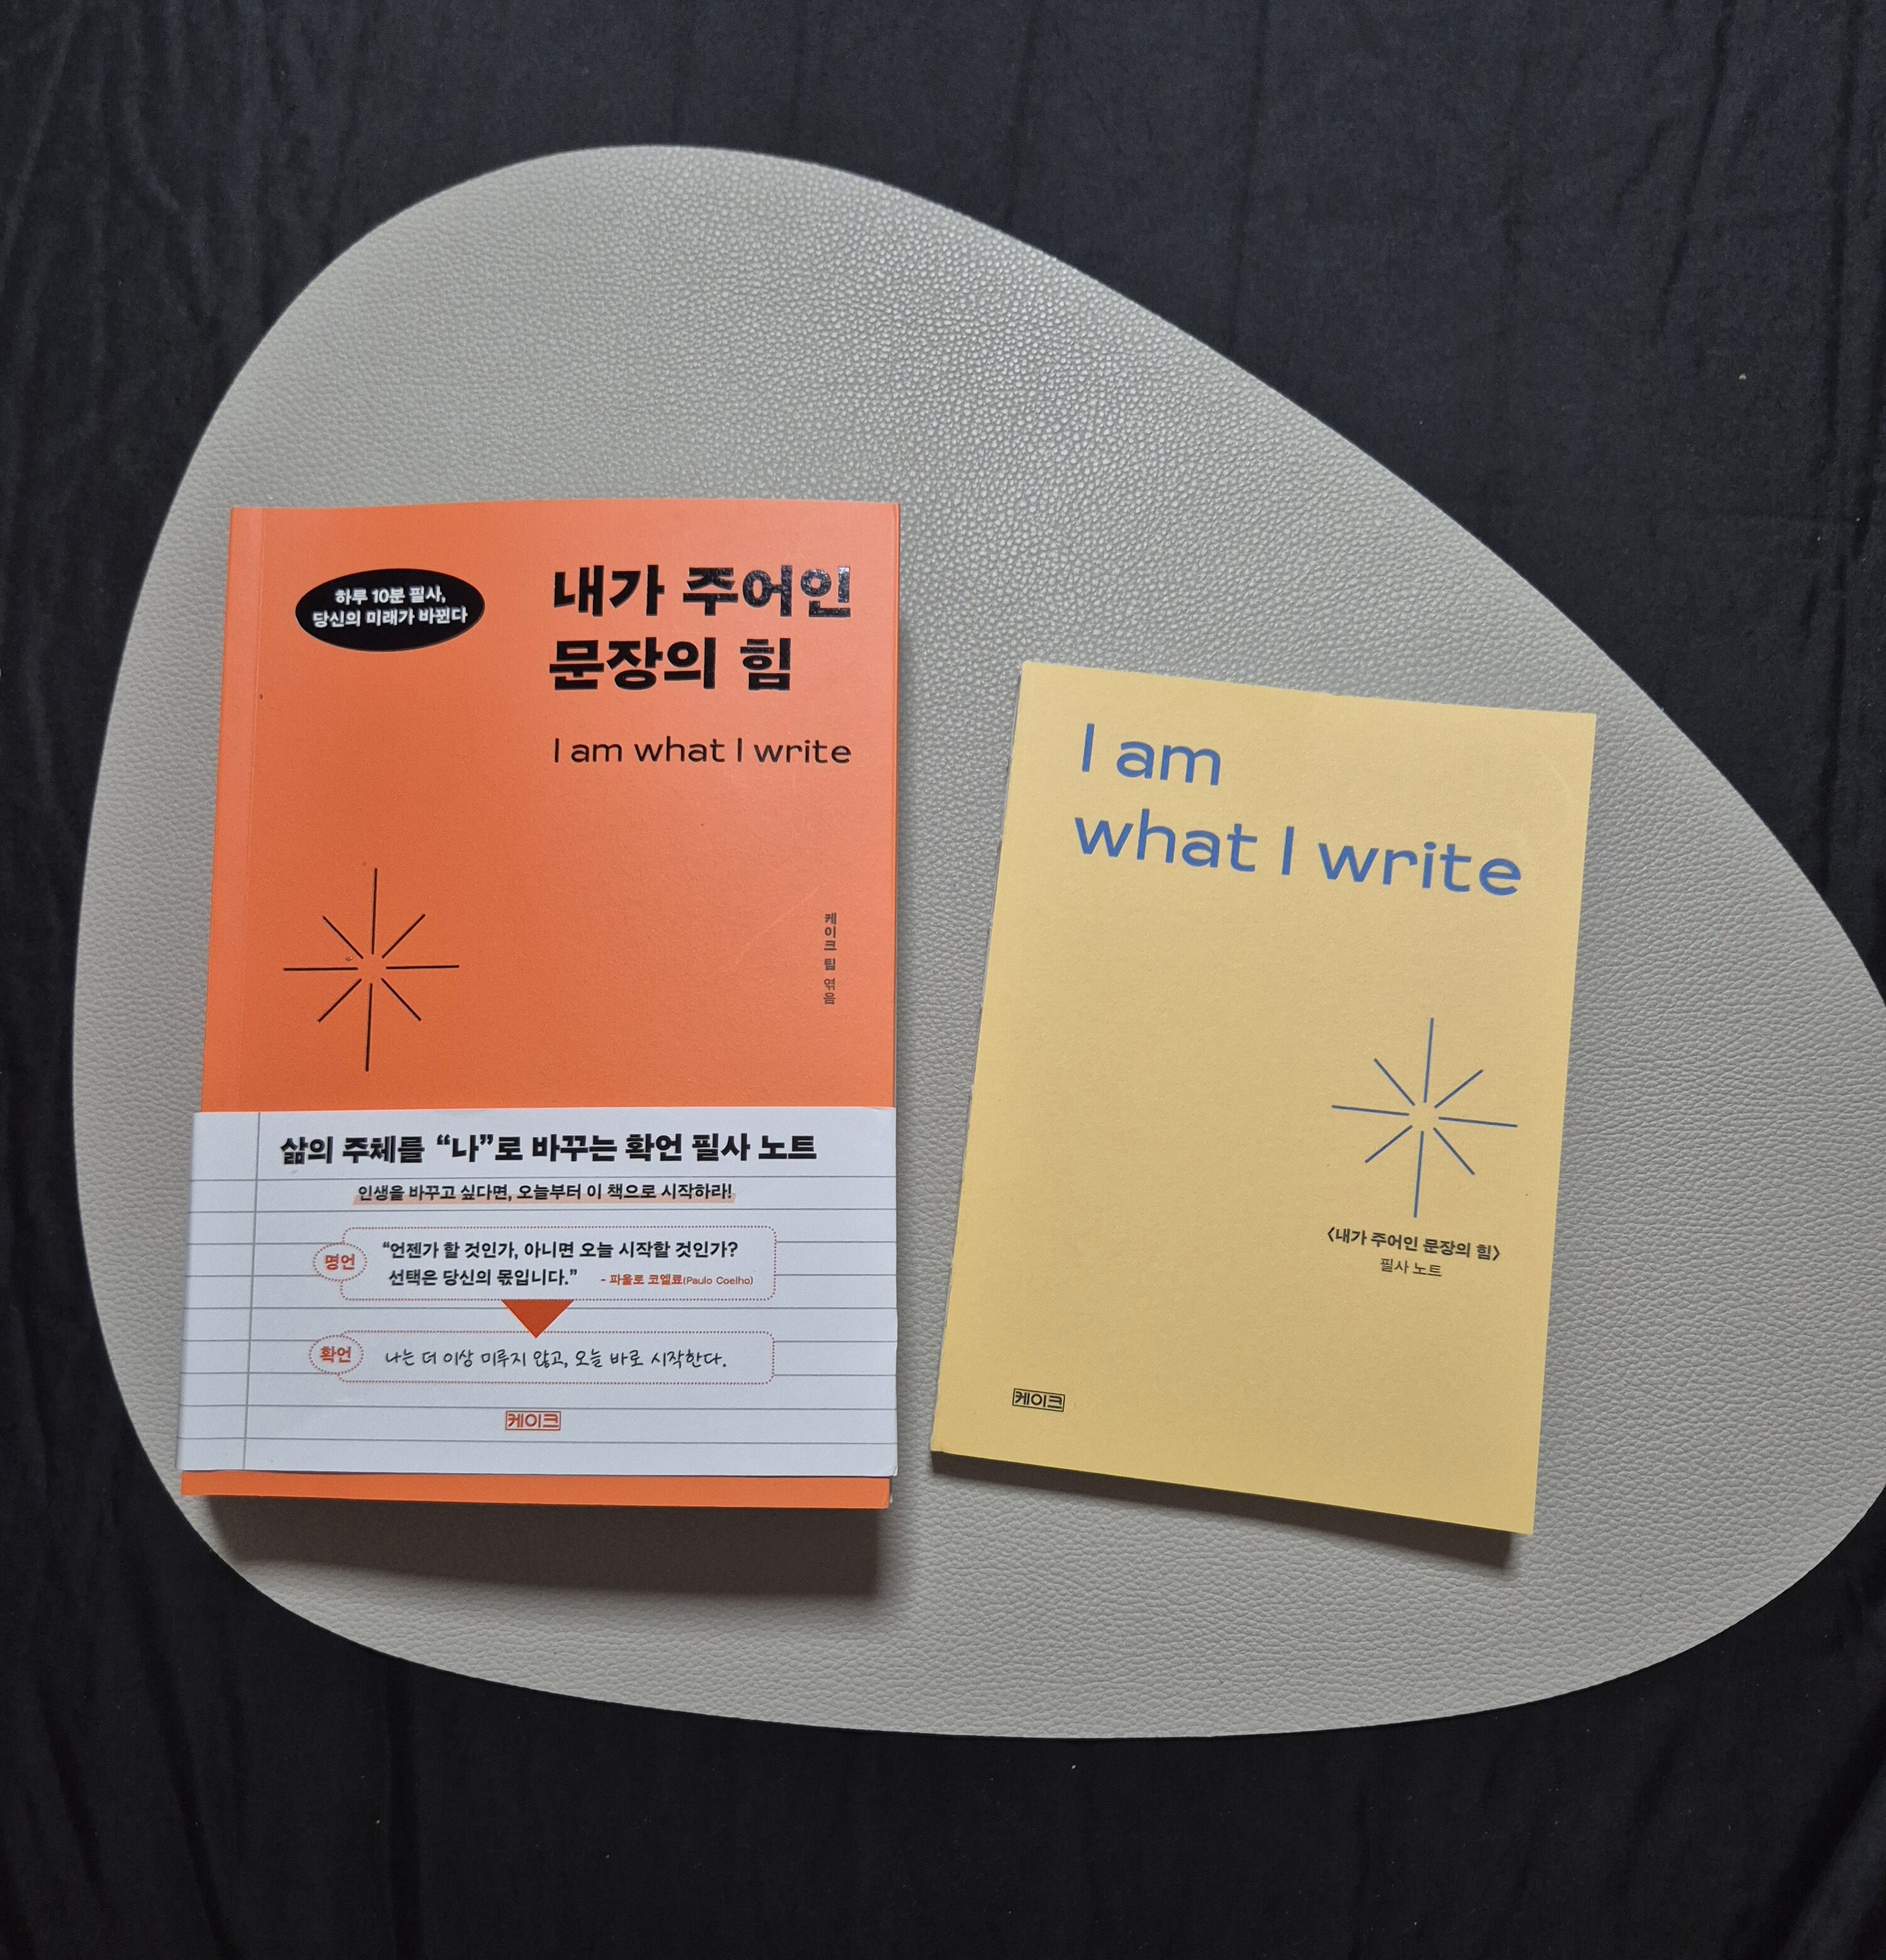 하루 10분 필사,
당신의 미래가 바뀐다
내가 주어인
문장의 힘
I am what I write
케이크 팀 엮음
삶의 주체를 “나”로 바꾸는 확언 필사 노트
인생을 바꾸고 싶다면, 오늘부터 이 책으로 시작하라!
명언
“언젠가 할 것인가, 아니면 오늘 시작할 것인가?
선택은 당신의 몫입니다.” - 파울로 코엘료(Paulo Coelho)
확언
나는 더 이상 미루지 않고, 오늘 바로 시작한다.
케이크
I am
what I write
<내가 주어인 문장의 힘>
필사 노트
케이크